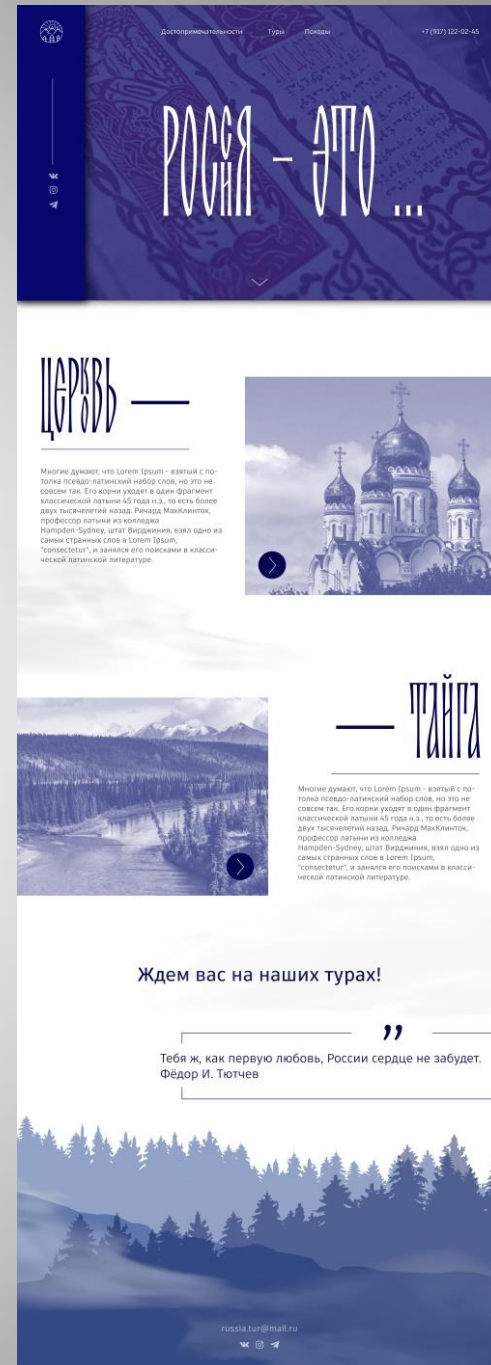 Достопримечательности Туры Походы +7 (917) 122-02-45
РОССИЯ – ЭТО ...
ЦЕРКОВЬ —
Многие думают, что Lorem Ipsum - взятый с по-
толка псевдо-латинский набор слов, но это не
совсем так. Его корни уходят в один фрагмент
классической латыни 45 года н.э., то есть более
двух тысячелетий назад. Ричард МакКлинток,
профессор латыни из колледжа
Hampden-Sydney, штат Вирджиния, взял одно из
самых странных слов в Lorem Ipsum,
"consectetur", и занялся его поисками в класси-
ческой латинской литературе.
— ТАЙГА
Многие думают, что Lorem Ipsum - взятый с по-
толка псевдо-латинский набор слов, но это не
совсем так. Его корни уходят в один фрагмент
классической латыни 45 года н.э., то есть более
двух тысячелетий назад. Ричард МакКлинток,
профессор латыни из колледжа
Hampden-Sydney, штат Вирджиния, взял одно из
самых странных слов в Lorem Ipsum,
"consectetur", и занялся его поисками в класси-
ческой латинской литературе.
Ждем вас на наших турах!
”
Тебя ж, как первую любовь, России сердце не забудет.
Фёдор И. Тютчев
russia.tur@mail.ru